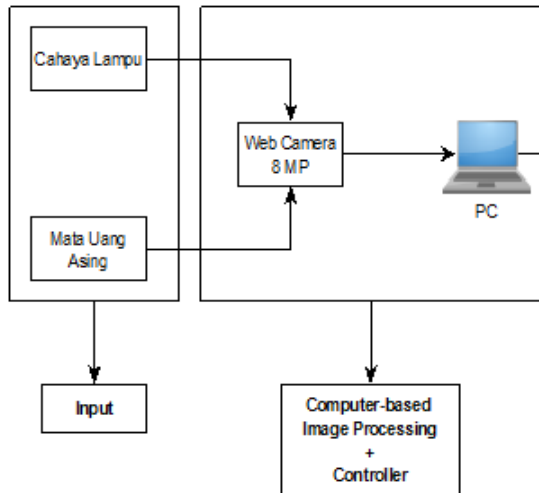 Cahaya Lampu
Web Camera
8 MP
PC
Mata Uang
Asing
Input
Computer-based
Image Processing
+
Controller